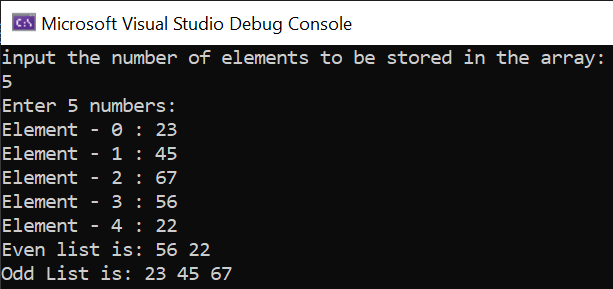 Microsoft Visual Studio Debug Console
input the number of elements to be stored in the array:
5
Enter 5 numbers:
Element - 0 : 23
Element - 1 : 45
Element - 2 : 67
Element - 3 : 56
Element - 4 : 22
Even list is: 56 22
Odd List is: 23 45 67